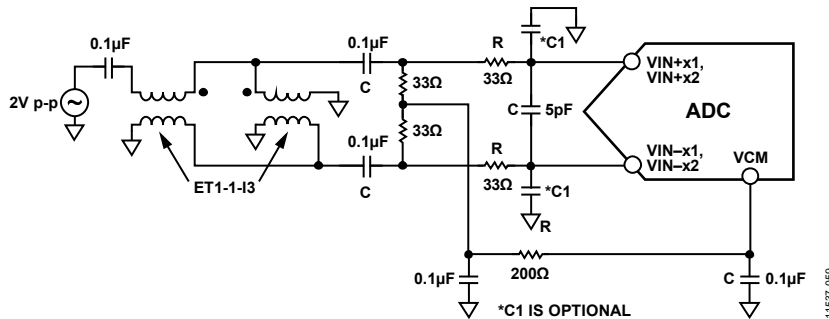 0.1µF
2V p-p
ET1-1-I3
0.1µF
C
33Ω
33Ω
0.1µF
C
R
33Ω
*C1
C
5pF
R
33Ω
*C1
R
VIN+x1,
VIN+x2
ADC
VIN–x1,
VIN–x2
VCM
0.1µF
200Ω
C
0.1µF
*C1 IS OPTIONAL